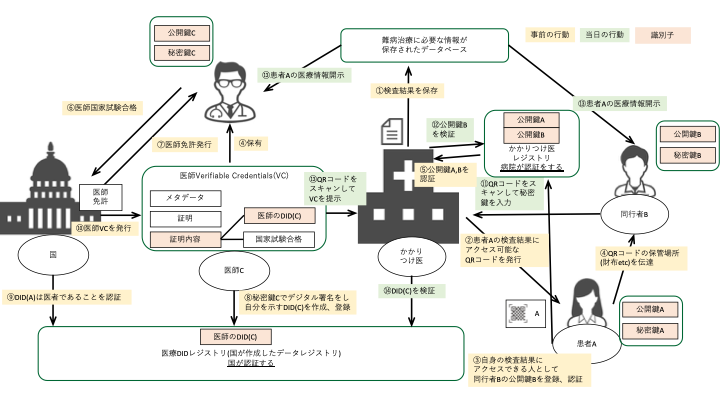 公開鍵C
秘密鍵C
難病治療に必要な情報が
保存されたデータベース
事前の行動
当日の行動
識別子
⑬患者Aの医療情報開示
①検査結果を保存
⑥医師国家試験合格
⑦医師免許発行
④保有
⑫公開鍵B
を検証
公開鍵A
公開鍵B
かかりつけ医
レジストリ
病院が認証をする
⑬患者Aの医療情報開示
公開鍵B
秘密鍵B
医師
免許
医師Verifiable Credentials(VC)
メタデータ
証明
証明内容
医師のDID(C)
国家試験合格
⑬QRコードを
スキャンして
VCを提示
⑤公開鍵A,Bを
認証
⑪QRコードをス
キャンして秘密
鍵を入力
同行者B
⑩医師VCを発行
国
医師C
かかり
つけ医
②患者Aの検査結果に
アクセス可能な
QRコードを発行
④QRコードの保管場所
(財布etc)を伝達
⑨DID(A)は医者であることを認証
⑧秘密鍵Cでデジタル署名をし
自分を示すDID(C)を作成、登録
⑭DID(C)を検証
A
公開鍵A
秘密鍵A
患者A
医師のDID(C)
医療DIDレジストリ(国が作成したデータレジストリ)
国が認証する
③自身の検査結果に
アクセスできる人として
同行者Bの公開鍵Bを登録、認証